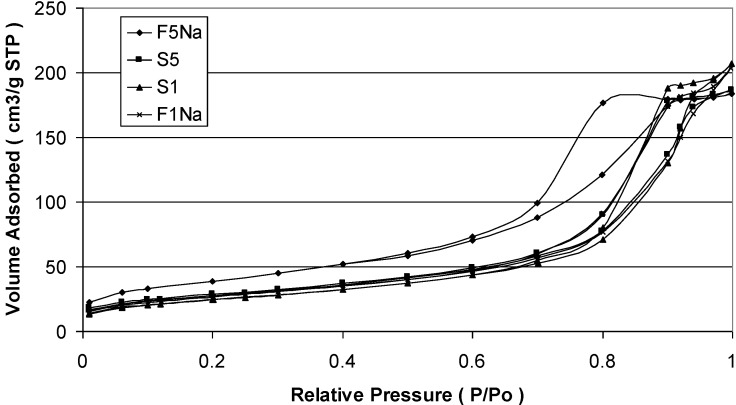 250
200
150
100
50
0
Volume Adsorbed ( cm3/g STP)
F5Na
S5
S1
F1Na
0 0.2 0.4 0.6 0.8 1
Relative Pressure ( P/Po )